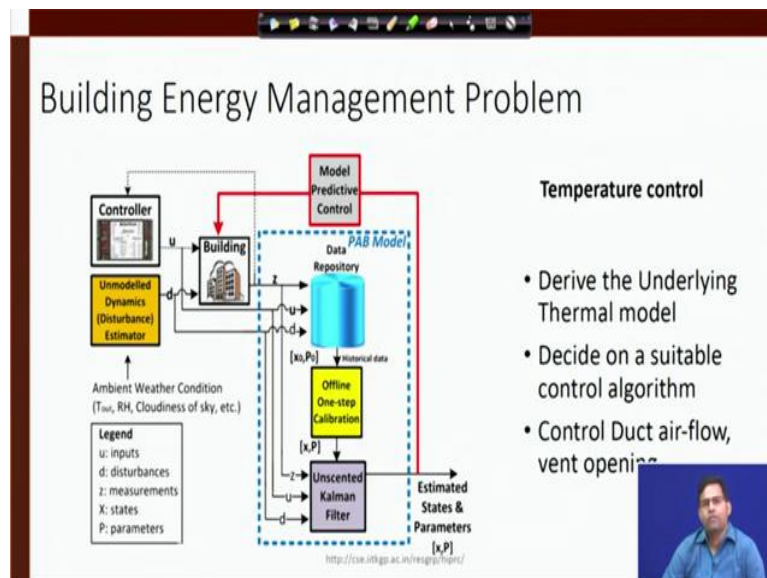 Building Energy Management Problem
Model
Predictive
Control
Controller
u
Building
PAB Model
Data
Repository
z
Unmodelled
Dynamics
(Disturbance)
Estimator
d
u
d
[x₀,P₀]
Historical data
Ambient Weather Condition
(Tout, RH, Cloudiness of sky, etc.)
Offline
One-step
Calibration
[x,P]
Legend
u: inputs
d: disturbances
z: measurements
X: states
P: parameters
z
u
d
Unscented
Kalman
Filter
Estimated
States &
Parameters
[x,P]
http://cse.iitkgp.ac.in/resgrp/hiprc/
Temperature control
• Derive the Underlying
Thermal model
• Decide on a suitable
control algorithm
• Control Duct air-flow,
vent opening